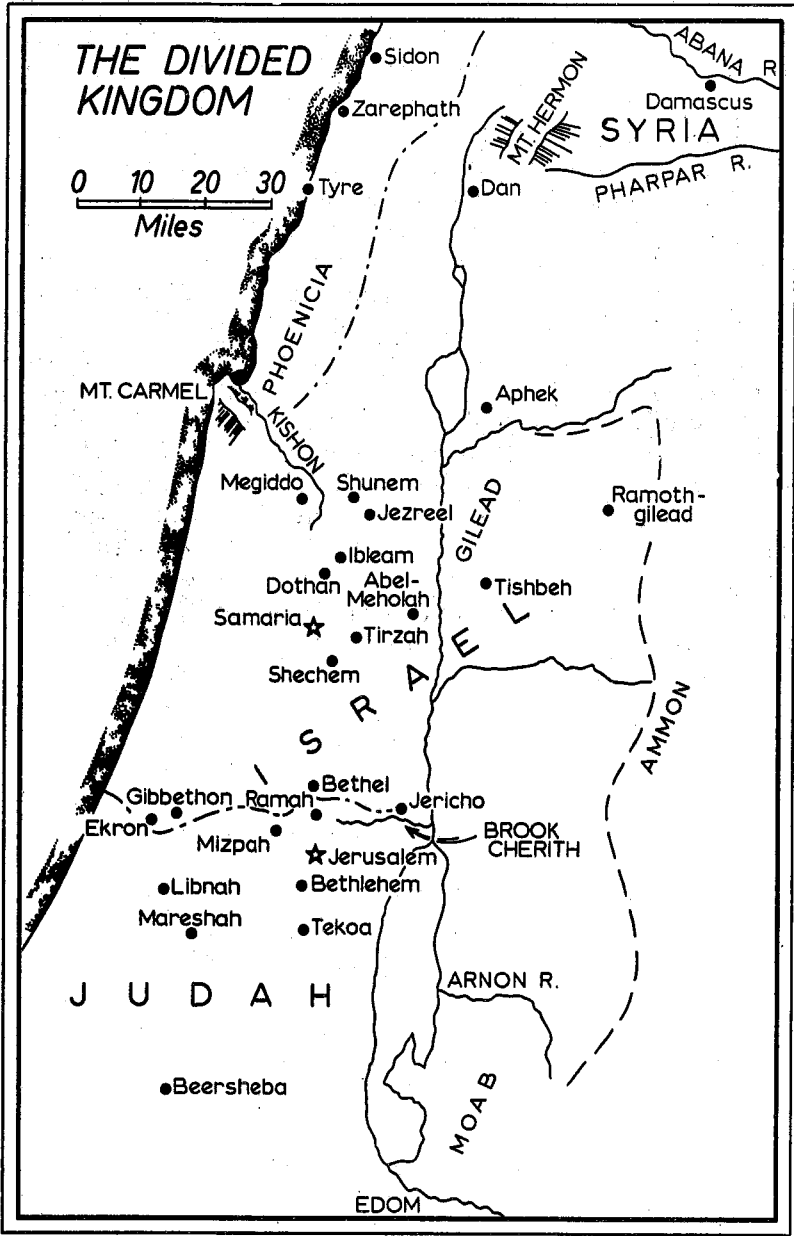 THE DIVIDED
KINGDOM
0 10 20 30
Miles
Sidon
Zarephath
Tyre
ABANA R
Damascus
SYRIA
MT. HERMON
PHARPAR R.
Dan
PHOENICIA
MT. CARMEL
KISHON
Aphek
Megiddo
Shunem
Jezreel
GILEAD
Ramoth-
gilead
Ibleam
Dothan
Abel-
Meholah
Tishbeh
Samaria
Tirzah
Shechem
SRAEL
AMMON
Bethel
Gibbethon
Ramah
Jericho
Ekron
Mizpah
BROOK
CHERITH
Jerusalem
Libnah
Bethlehem
Mareshah
Tekoa
JUDAH
ARNON R.
Beersheba
MOAB
EDOM